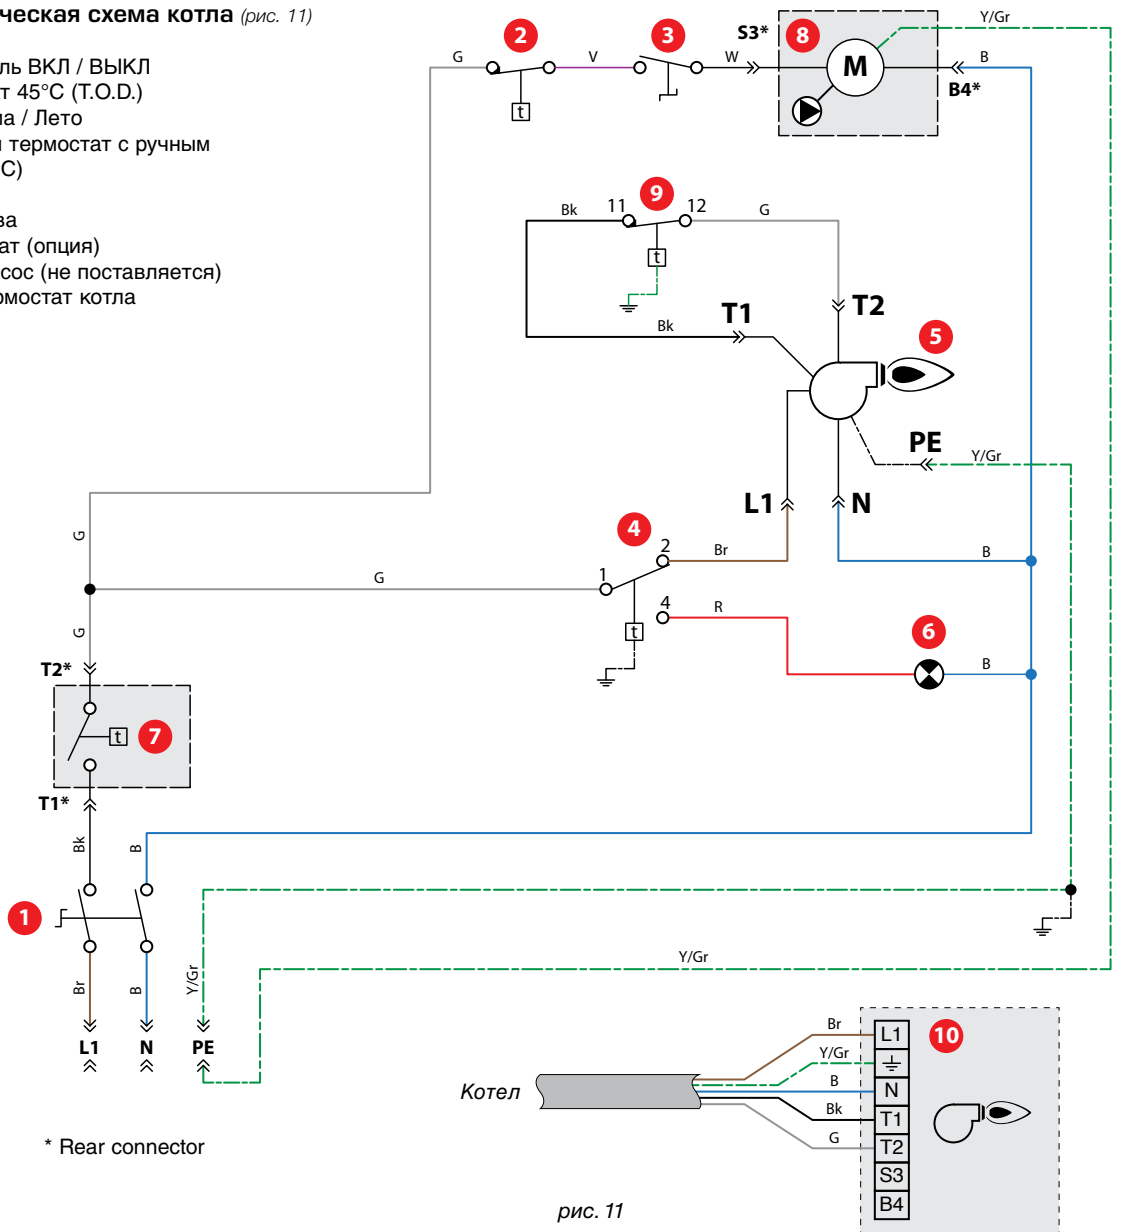 ческая схема котла (рис. 11)
ль ВКЛ / ВЫКЛ
т 45°C (T.O.D.)
а / Лето
термостат с ручным
C)
ва
ат (опция)
сос (не поставляется)
рмостат котла
2
3
S3*
8
Y/Gr
G
V
W
M
B
B4*
t
9
Bk
11
12
G
t
T1
T2
Bk
5
PE
Y/Gr
L1
N
4
G
2
Br
B
1
G
4
R
t
6
G
B
T2*
t
7
T1*
Bk
B
1
Br
B
Y/Gr
Y/Gr
L1
N
PE
Br
L1
10
Y/Gr
Котел
B
N
Bk
T1
G
T2
S3
B4
* Rear connector
рис. 11